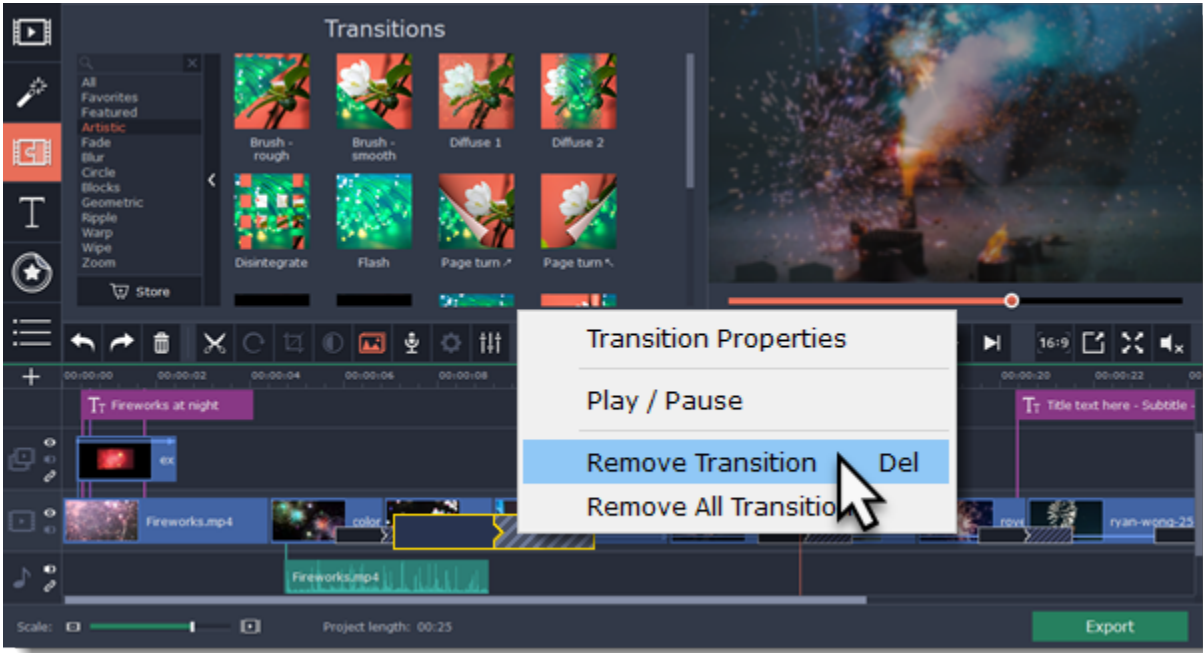 Transitions
All
Favorites
Featured
Artistic
Fade
Blur
Circle
Blocks
Geometric
Ripple
Warp
Wipe
Zoom
Store
Brush -
rough
Brush -
smooth
Diffuse 1
Diffuse 2
Disintegrate
Flash
Page turn ↗
Page turn ↖
T
16:9
Transition Properties
Play / Pause
Remove Transition Del
Remove All Transitio
00:00:00 00:00:02 00:00:04 00:00:06 00:00:08 00:00:20 00:00:22 00
Fireworks at night
Title text here - Subtitle -
ex
Fireworks.mp4
color
rove
ryan-wong-25
Fireworks.mp4
Scale:
Project length: 00:25
Export